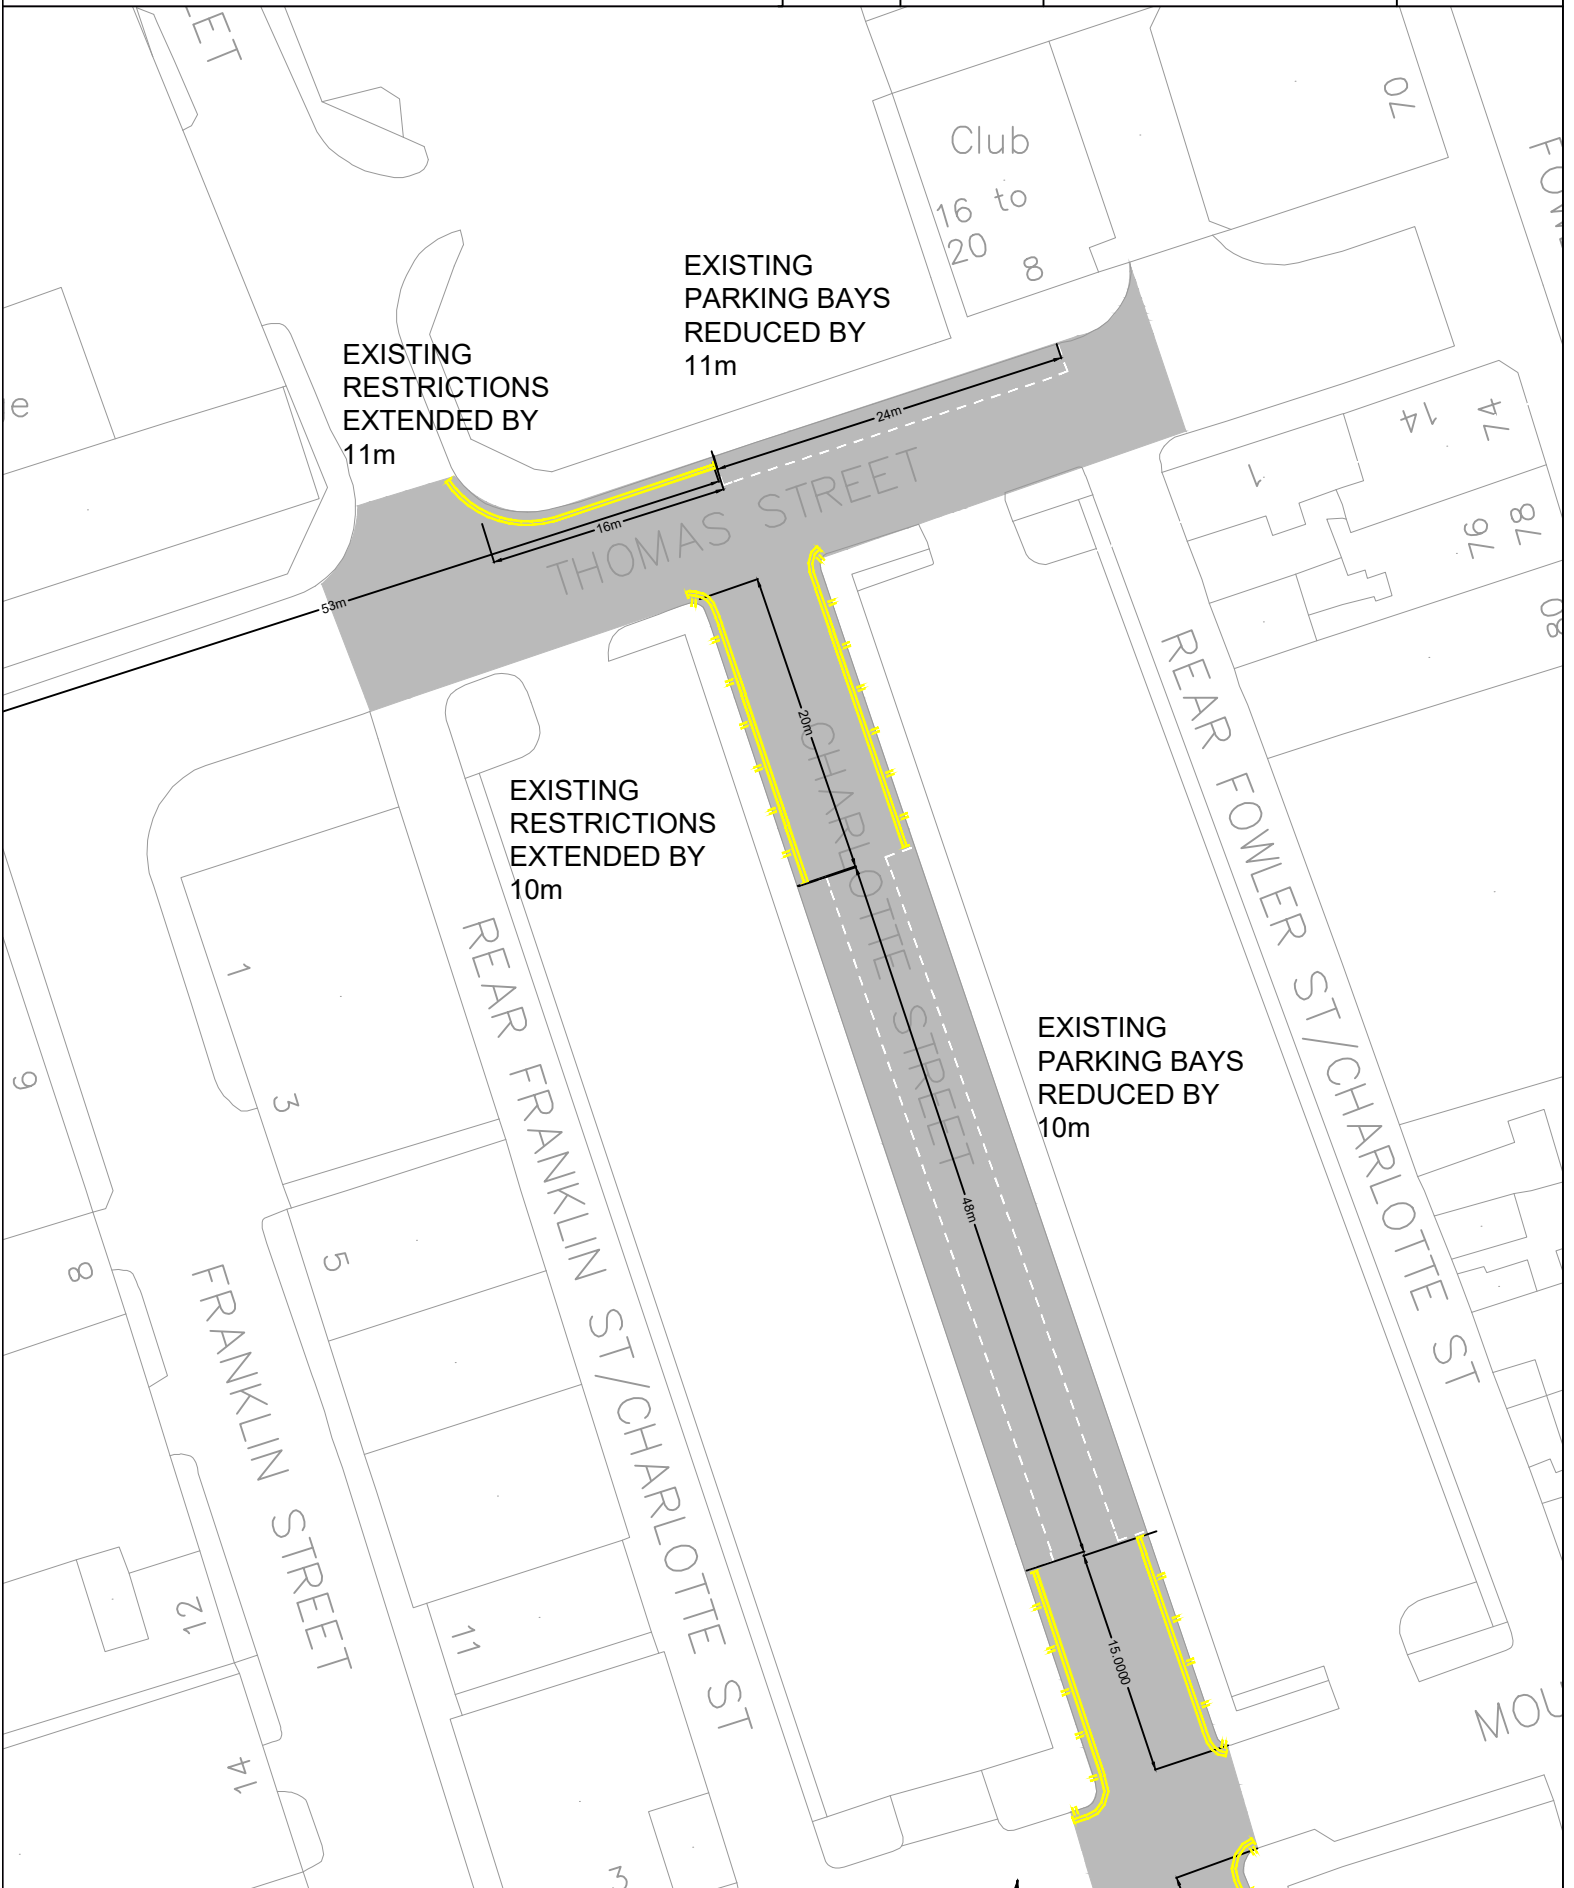 ET
Club
16 to
20
8
70
EXISTING
PARKING BAYS
REDUCED BY
11m
EXISTING
RESTRICTIONS
EXTENDED BY
11m
24m
16m
53m
THOMAS STREET
1
14
74
76
78
80
20m
CHARLOTTE STREET
EXISTING
RESTRICTIONS
EXTENDED BY
10m
REAR FOWLER ST/CHARLOTTE ST
REAR FRANKLIN ST/CHARLOTTE ST
1
3
9
5
8
EXISTING
PARKING BAYS
REDUCED BY
10m
48m
FRANKLIN STREET
12
11
15.0000
14
MOU
3